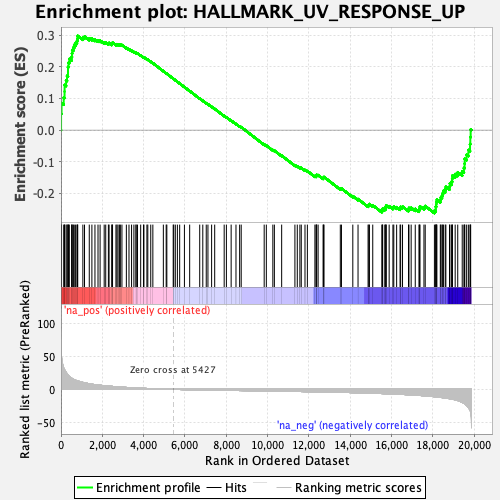 Enrichment plot: HALLMARK_UV_RESPONSE_UP
Enrichment score (ES)
0.3
0.2
0.1
0.0
-0.1
-0.2
Ranked list metric (PreRanked)
100
50
0
-50
'na_pos' (positively correlated)
Zero cross at 5427
'na_neg' (negatively correlated)
0
2,000
4,000
6,000
8,000
10,000
12,000
14,000
16,000
18,000
20,000
Rank in Ordered Dataset
Enrichment profile
Hits
Ranking metric scores